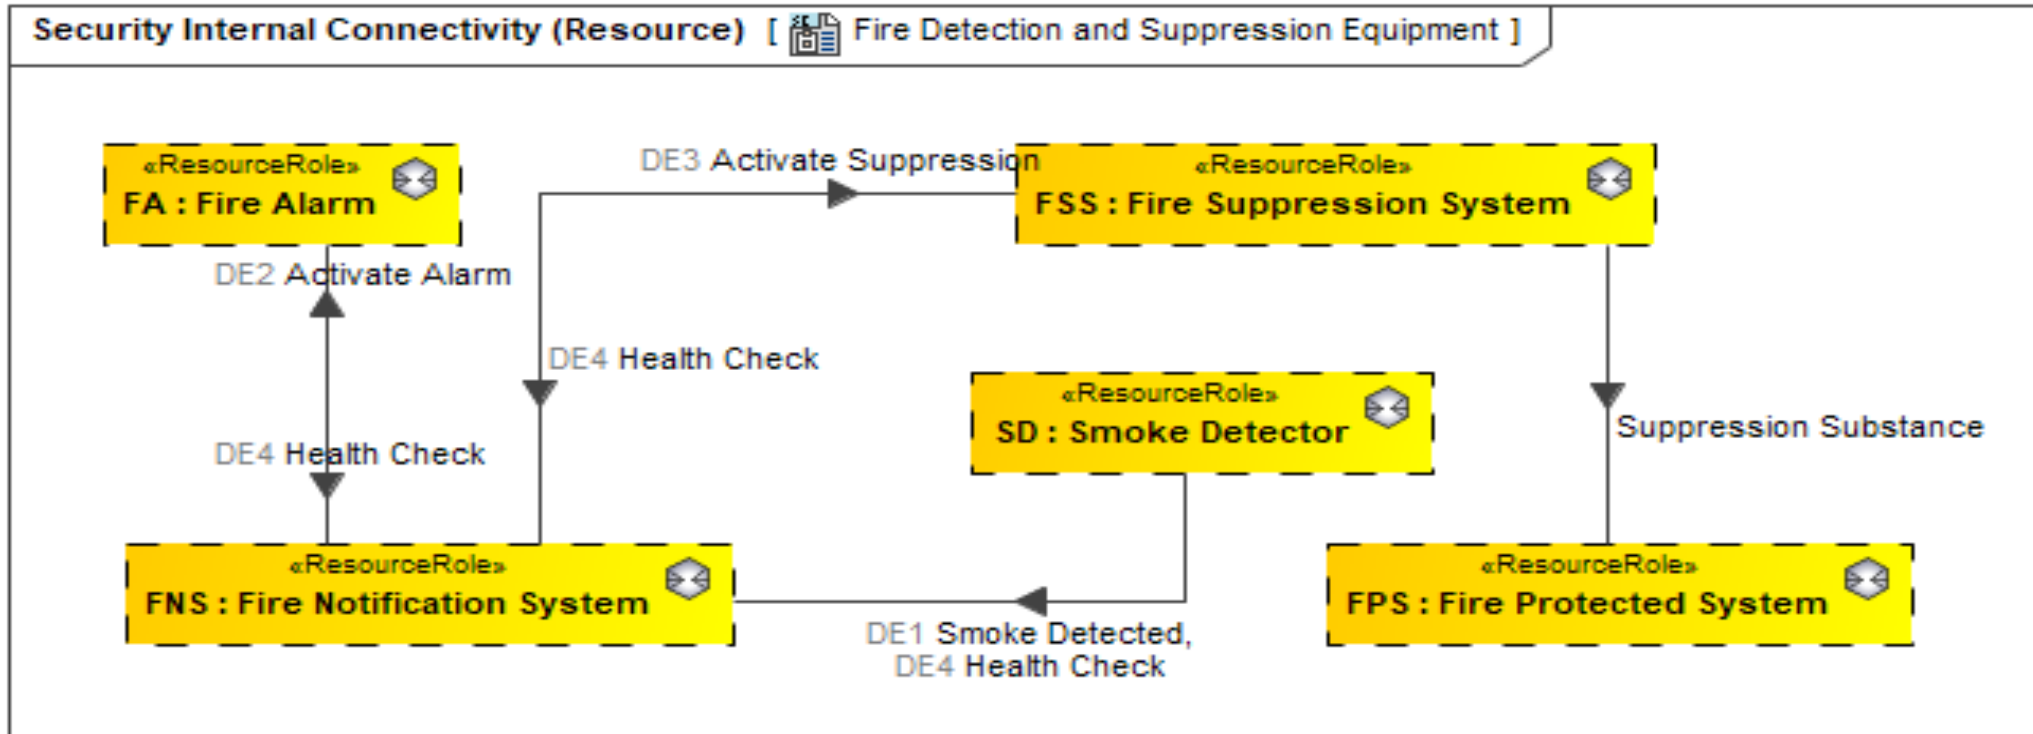 Security Internal Connectivity (Resource) [ Fire Detection and Suppression Equipment ]
«ResourceRole»
FA : Fire Alarm
DE3 Activate Suppression
«ResourceRole»
FSS : Fire Suppression System
DE2 Activate Alarm
DE4 Health Check
«ResourceRole»
SD : Smoke Detector
Suppression Substance
DE4 Health Check
«ResourceRole»
FNS : Fire Notification System
DE1 Smoke Detected,
DE4 Health Check
«ResourceRole»
FPS : Fire Protected System